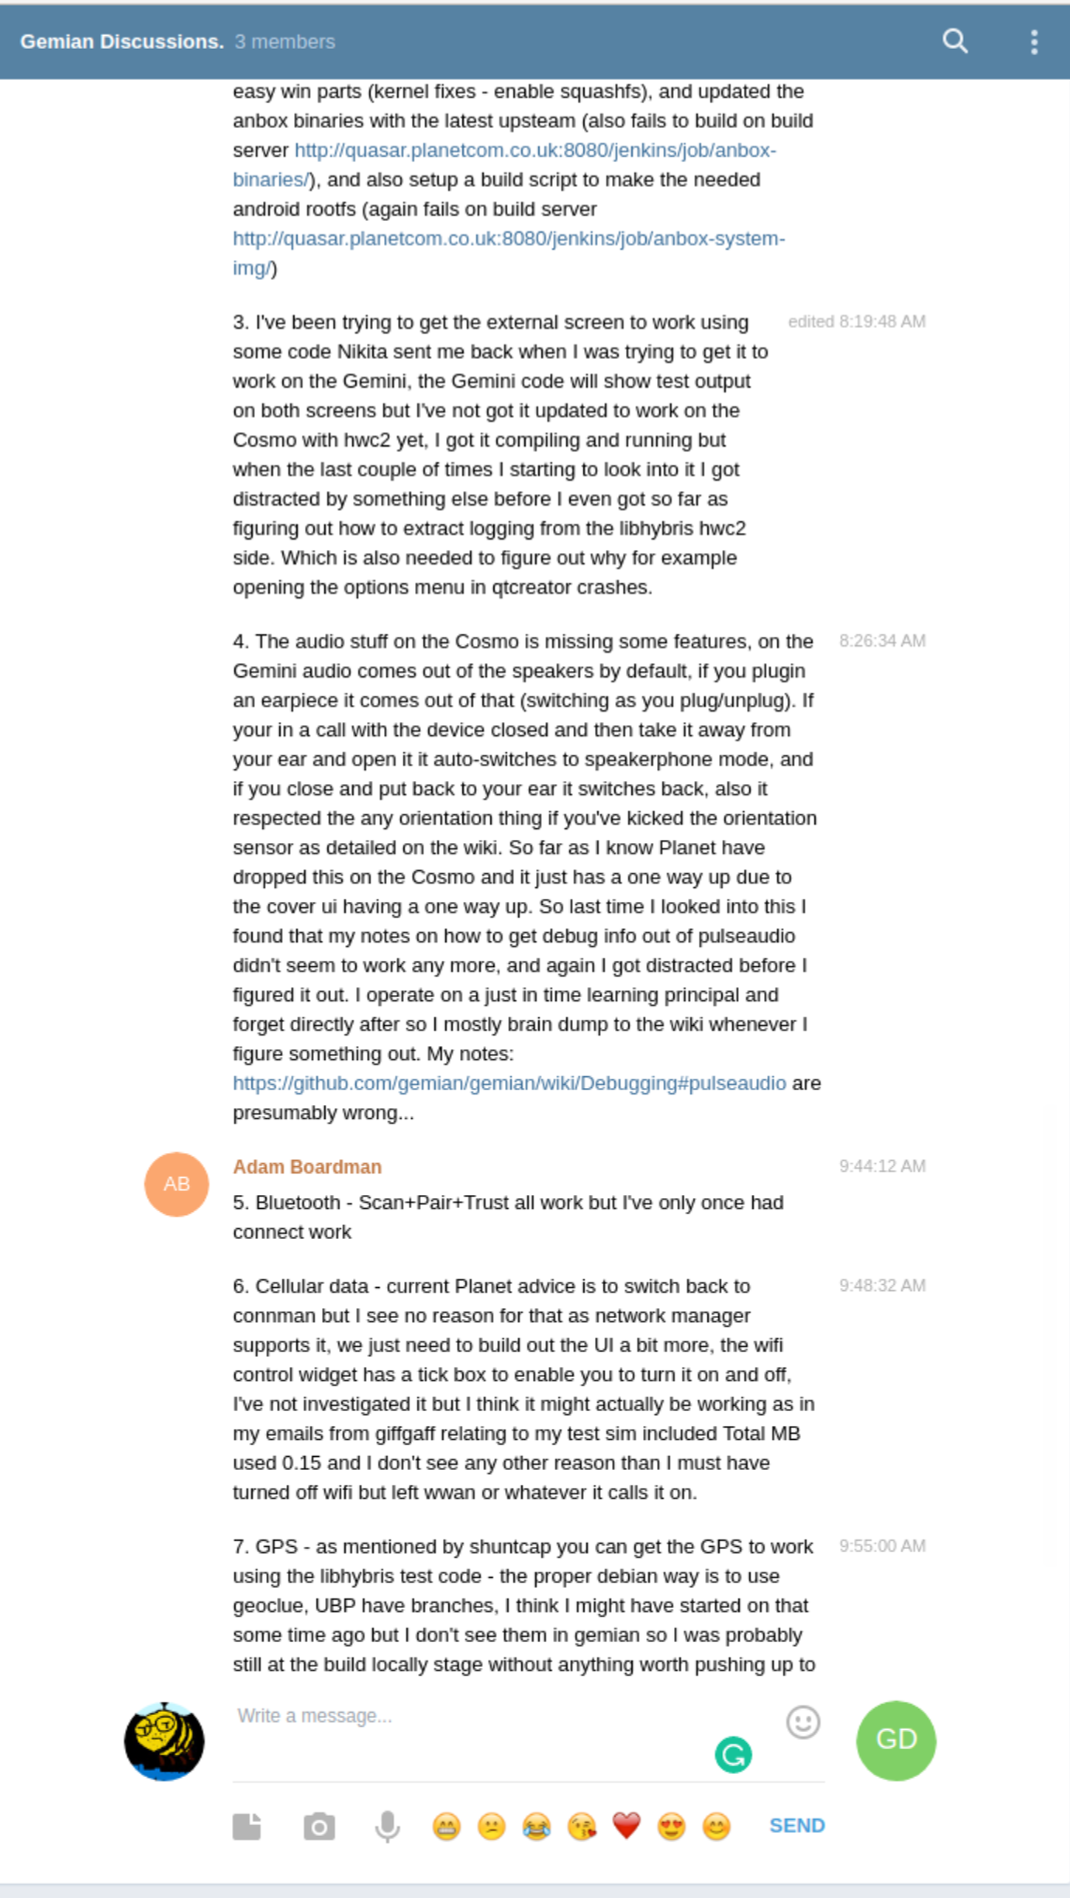 Gemian Discussions. 3 members
easy win parts (kernel fixes - enable squashfs), and updated the
anbox binaries with the latest upsteam (also fails to build on build
server http://quasar.planetcom.co.uk:8080/jenkins/job/anbox-
binaries/), and also setup a build script to make the needed
android rootfs (again fails on build server
http://quasar.planetcom.co.uk:8080/jenkins/job/anbox-system-
img/)
3. I've been trying to get the external screen to work using edited 8:19:48 AM
some code Nikita sent me back when I was trying to get it to
work on the Gemini, the Gemini code will show test output
on both screens but I've not got it updated to work on the
Cosmo with hwc2 yet, I got it compiling and running but
when the last couple of times I starting to look into it I got
distracted by something else before I even got so far as
figuring out how to extract logging from the libhybris hwc2
side. Which is also needed to figure out why for example
opening the options menu in qtcreator crashes.
4. The audio stuff on the Cosmo is missing some features, on the 8:26:34 AM
Gemini audio comes out of the speakers by default, if you plugin
an earpiece it comes out of that (switching as you plug/unplug). If
your in a call with the device closed and then take it away from
your ear and open it it auto-switches to speakerphone mode, and
if you close and put back to your ear it switches back, also it
respected the any orientation thing if you've kicked the orientation
sensor as detailed on the wiki. So far as I know Planet have
dropped this on the Cosmo and it just has a one way up due to
the cover ui having a one way up. So last time I looked into this I
found that my notes on how to get debug info out of pulseaudio
didn't seem to work any more, and again I got distracted before I
figured it out. I operate on a just in time learning principal and
forget directly after so I mostly brain dump to the wiki whenever I
figure something out. My notes:
https://github.com/gemian/gemian/wiki/Debugging#pulseaudio are
presumably wrong...
AB Adam Boardman 9:44:12 AM
5. Bluetooth - Scan+Pair+Trust all work but I've only once had
connect work
6. Cellular data - current Planet advice is to switch back to 9:48:32 AM
connman but I see no reason for that as network manager
supports it, we just need to build out the UI a bit more, the wifi
control widget has a tick box to enable you to turn it on and off,
I've not investigated it but I think it might actually be working as in
my emails from giffgaff relating to my test sim included Total MB
used 0.15 and I don't see any other reason than I must have
turned off wifi but left wwan or whatever it calls it on.
7. GPS - as mentioned by shuntcap you can get the GPS to work 9:55:00 AM
using the libhybris test code - the proper debian way is to use
geoclue, UBP have branches, I think I might have started on that
some time ago but I don't see them in gemian so I was probably
still at the build locally stage without anything worth pushing up to
Write a message...
GD
SEND